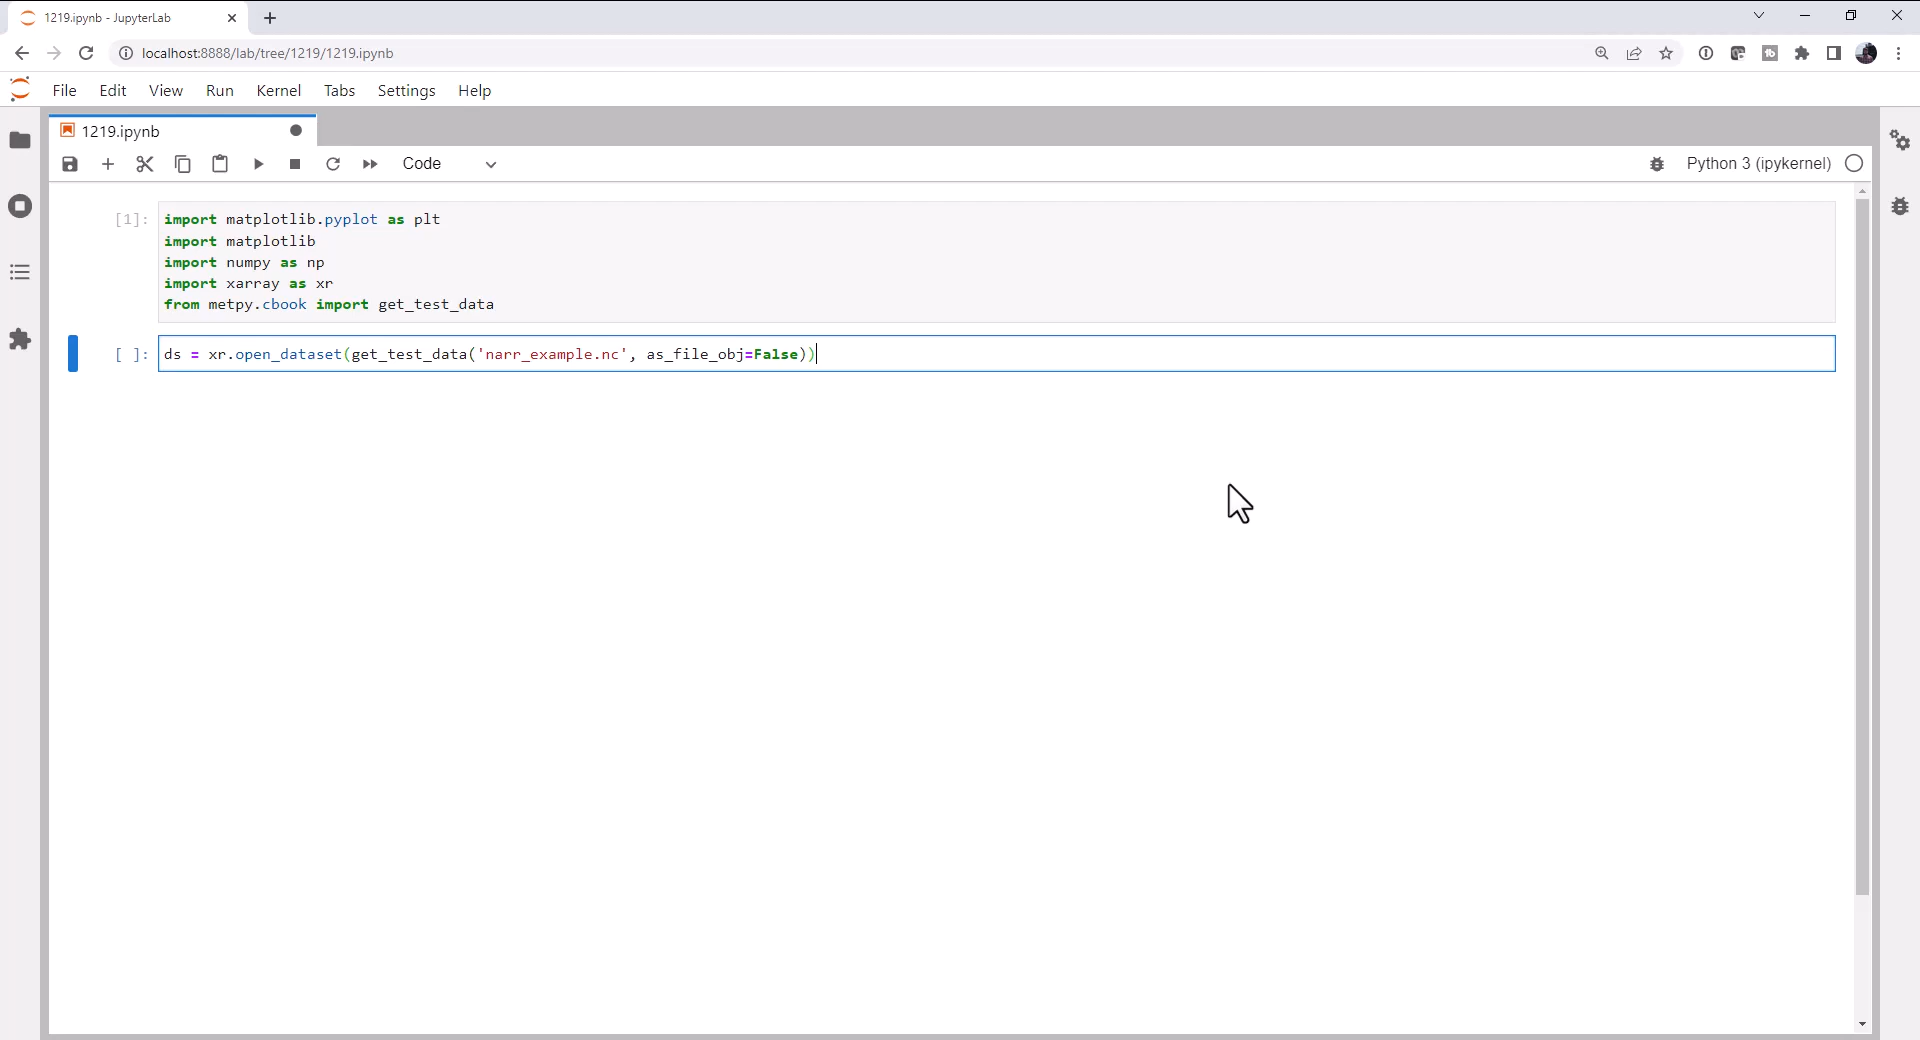 1219.ipynb - JupyterLab
localhost:8888/lab/tree/1219/1219.ipynb
File Edit View Run Kernel Tabs Settings Help
1219.ipynb
Code
Python 3 (ipykernel)
[1]: import matplotlib.pyplot as plt
import matplotlib
import numpy as np
import xarray as xr
from metpy.cbook import get_test_data
[ ]: ds = xr.open_dataset(get_test_data('narr_example.nc', as_file_obj=False))